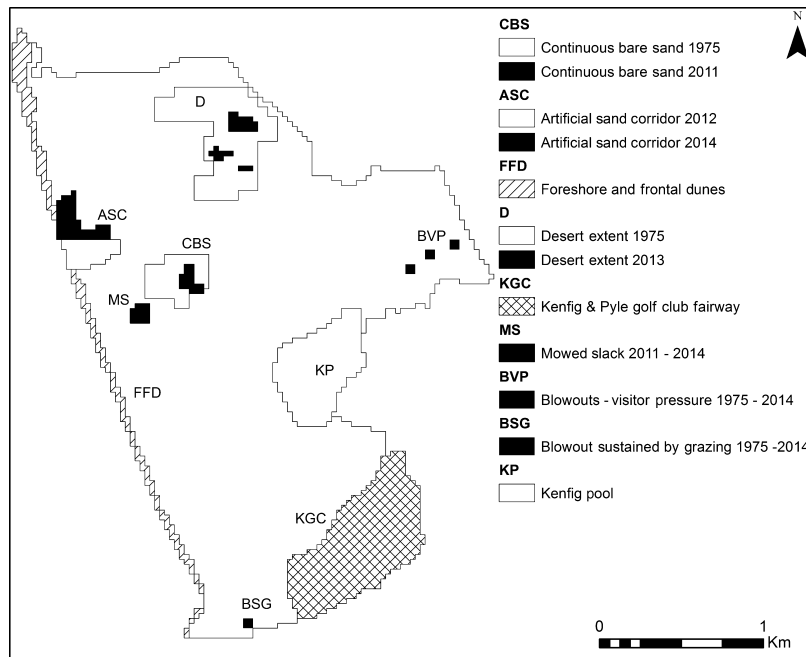 CBS
Continuous bare sand 1975
Continuous bare sand 2011
ASC
Artificial sand corridor 2012
Artificial sand corridor 2014
FFD
Foreshore and frontal dunes
D
Desert extent 1975
Desert extent 2013
KGC
Kenfig & Pyle golf club fairway
MS
Mowed slack 2011 - 2014
BVP
Blowouts - visitor pressure 1975 - 2014
BSG
Blowout sustained by grazing 1975 -2014
KP
Kenfig pool
N
D
ASC
CBS
BVP
MS
KP
FFD
KGC
BSG
0 1
Km